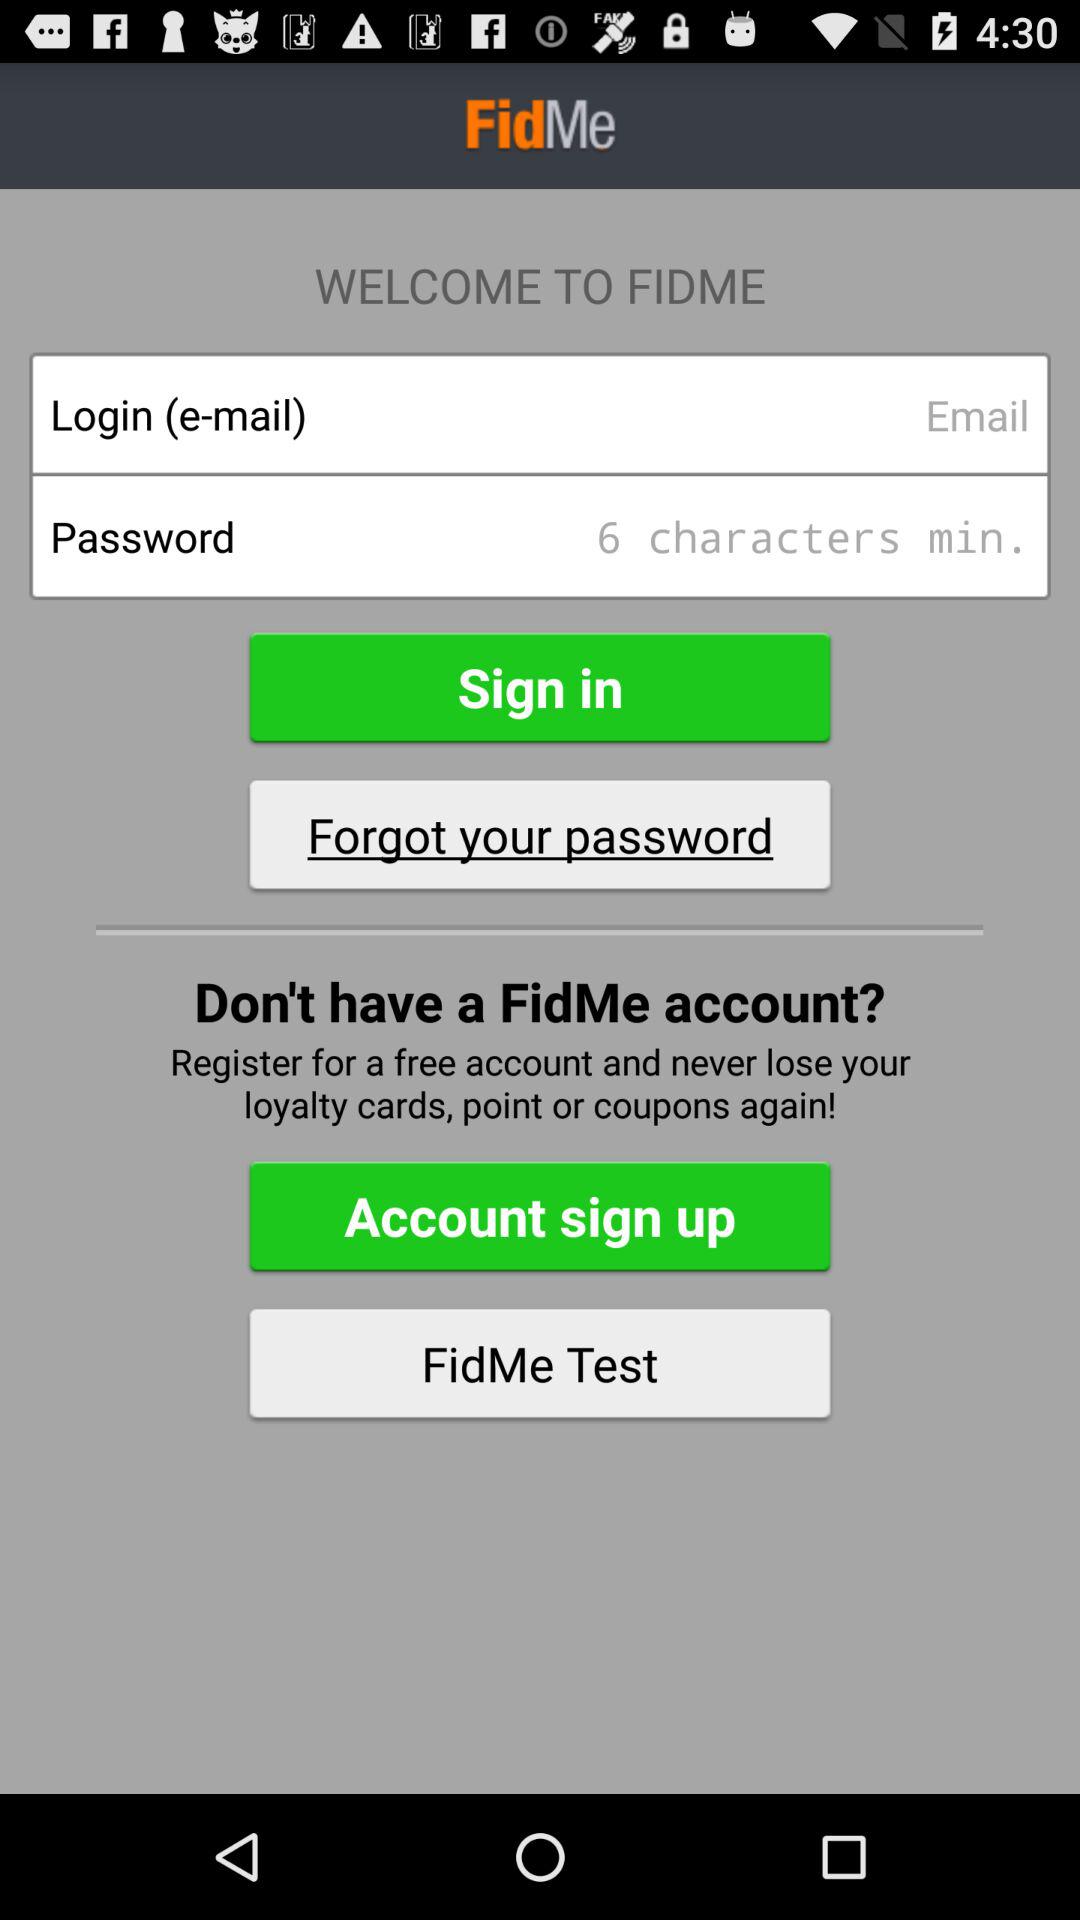 FAK
4:30
FidMe
WELCOME TO FIDME
Login (e-mail) Email
Password 6 characters min.
Sign in
Forgot your password
Don't have a FidMe account?
Register for a free account and never lose your
loyalty cards, point or coupons again!
Account sign up
FidMe Test